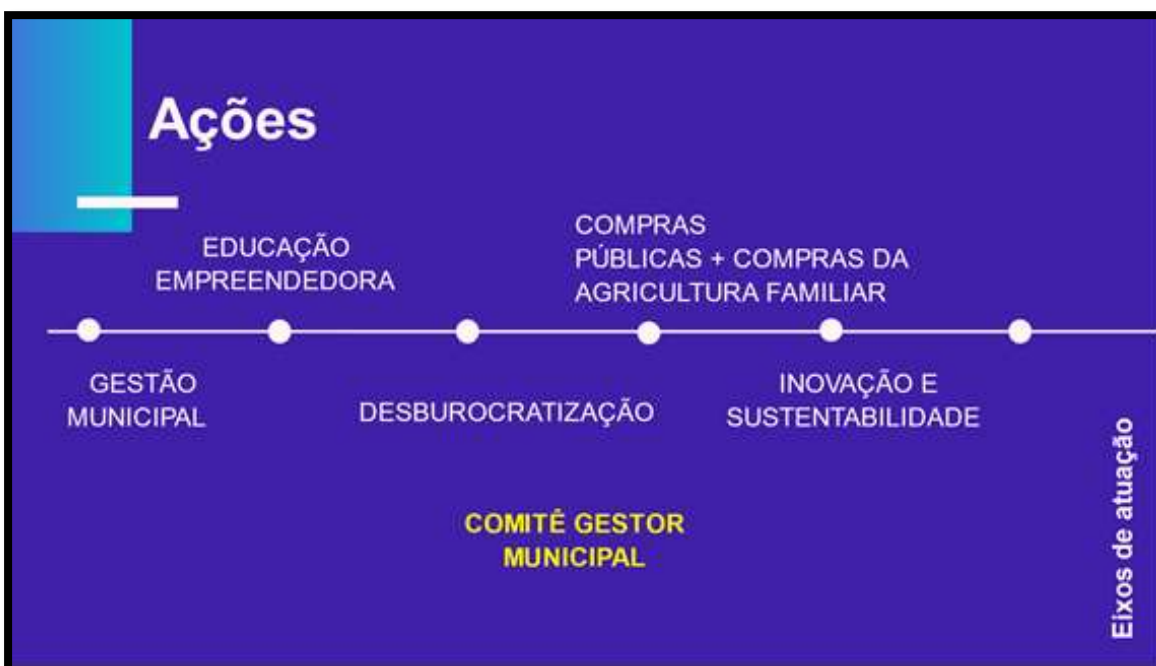 Ações
EDUCAÇÃO
EMPREENDEDORA
COMPRAS
PÚBLICAS + COMPRAS DA
AGRICULTURA FAMILIAR
GESTÃO
MUNICIPAL
DESBUROCRATIZAÇÃO
INOVAÇÃO E
SUSTENTABILIDADE
COMITÊ GESTOR
MUNICIPAL
Eixos de atuação